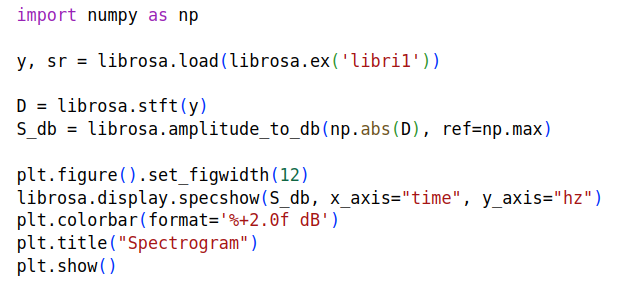 import numpy as np
y, sr = librosa.load(librosa.ex('libri1'))
D = librosa.stft(y)
S_db = librosa.amplitude_to_db(np.abs(D), ref=np.max)
plt.figure().set_figwidth(12)
librosa.display.specshow(S_db, x_axis="time", y_axis="hz")
plt.colorbar(format='%+2.0f dB')
plt.title("Spectrogram")
plt.show()